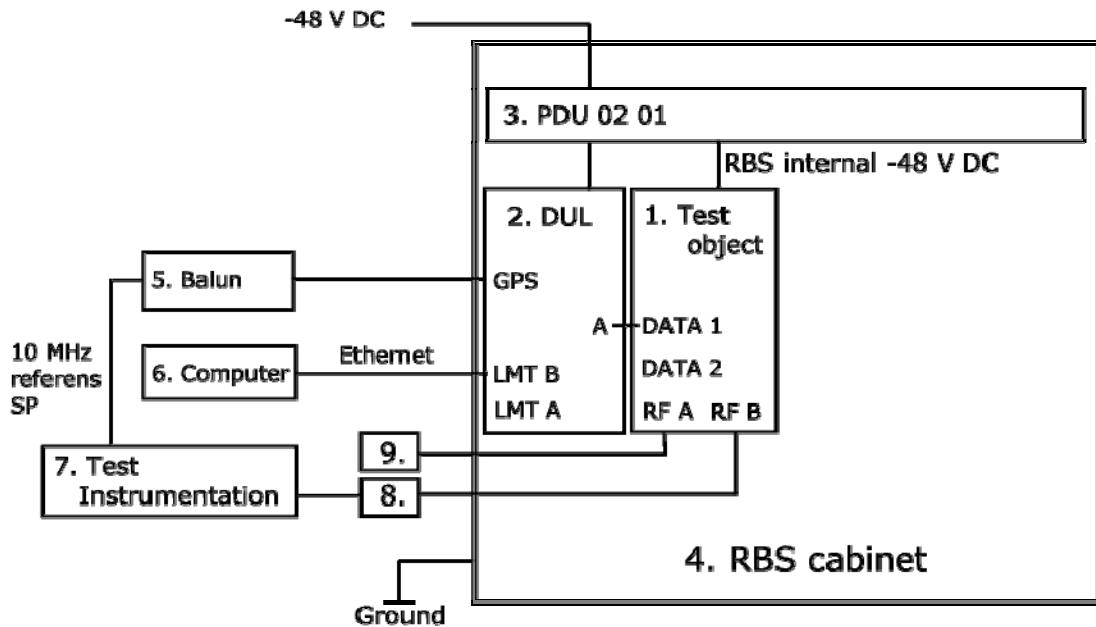 -48 V DC
3. PDU 02 01
RBS internal -48 V DC
2. DUL
1. Test
object
5. Balun
GPS
A
DATA 1
10 MHz
referens
SP
Ethernet
6. Computer
LMT B
DATA 2
LMT A
RF A RF B
9.
7. Test
Instrumentation
8.
4. RBS cabinet
Ground